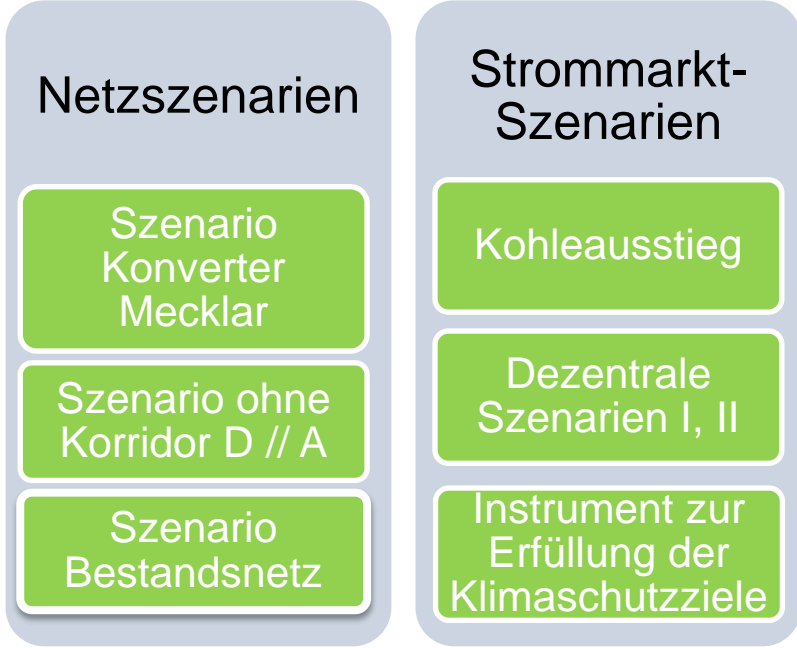 Netzszenarien
Szenario
Konverter
Mecklar
Szenario ohne
Korridor D // A
Szenario
Bestandsnetz
Strommarkt-
Szenarien
Kohleausstieg
Dezentrale
Szenarien I, II
Instrument zur
Erfüllung der
Klimaschutzziele